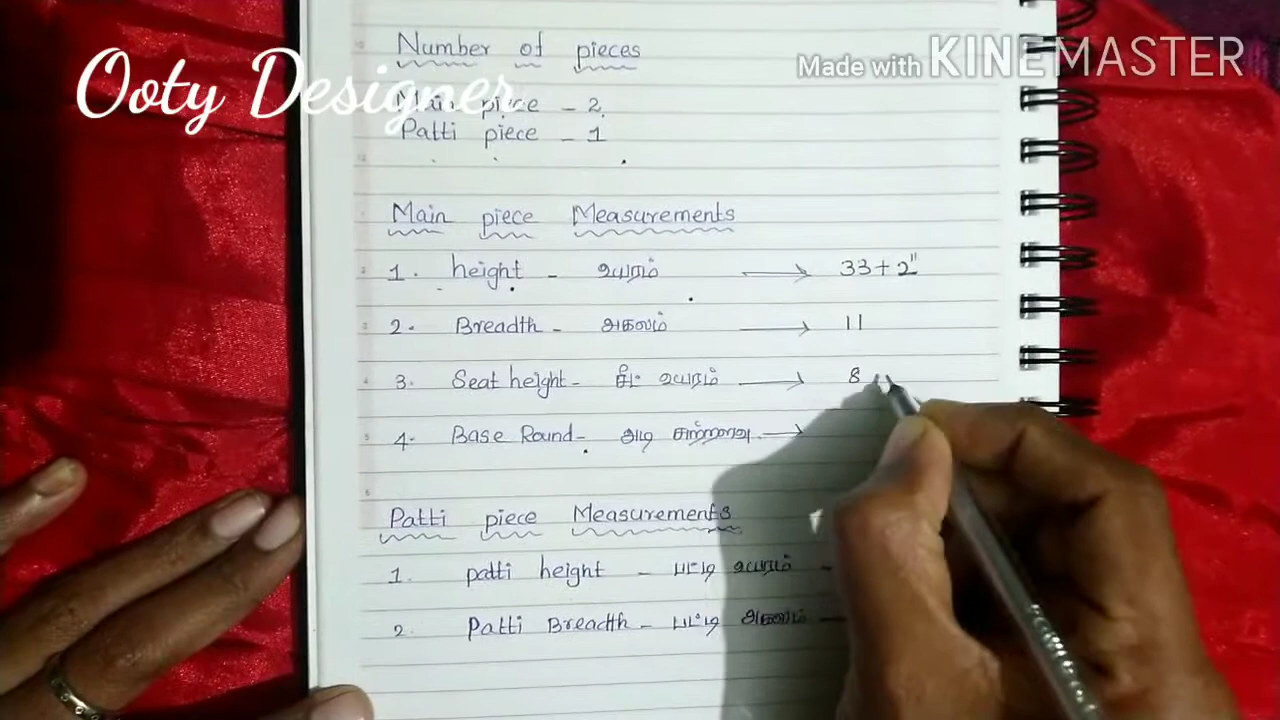 Ooty Designer
Made with KINEMASTER
Number of pieces
Main piece - 2
Patti piece - 1
Main piece Measurements
1. height - உயரம் → 33+2"
2. Breadth - அகலம் → 11
3. Seat height - சீட் உயரம் → 8
4- Base Round - அடி சுற்றளவு →
Patti piece Measurements
1. patti height - பட்டி உயரம் -
2. Patti Breadth - பட்டி அகலம் -